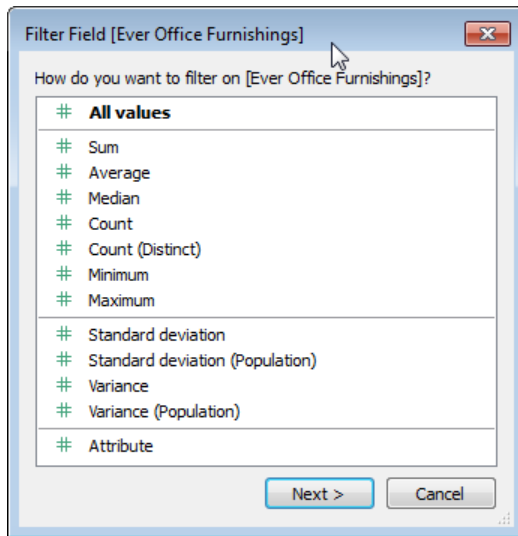 Filter Field [Ever Office Furnishings]
How do you want to filter on [Ever Office Furnishings]?
# All values
# Sum
# Average
# Median
# Count
# Count (Distinct)
# Minimum
# Maximum
# Standard deviation
# Standard deviation (Population)
# Variance
# Variance (Population)
# Attribute
Next >
Cancel